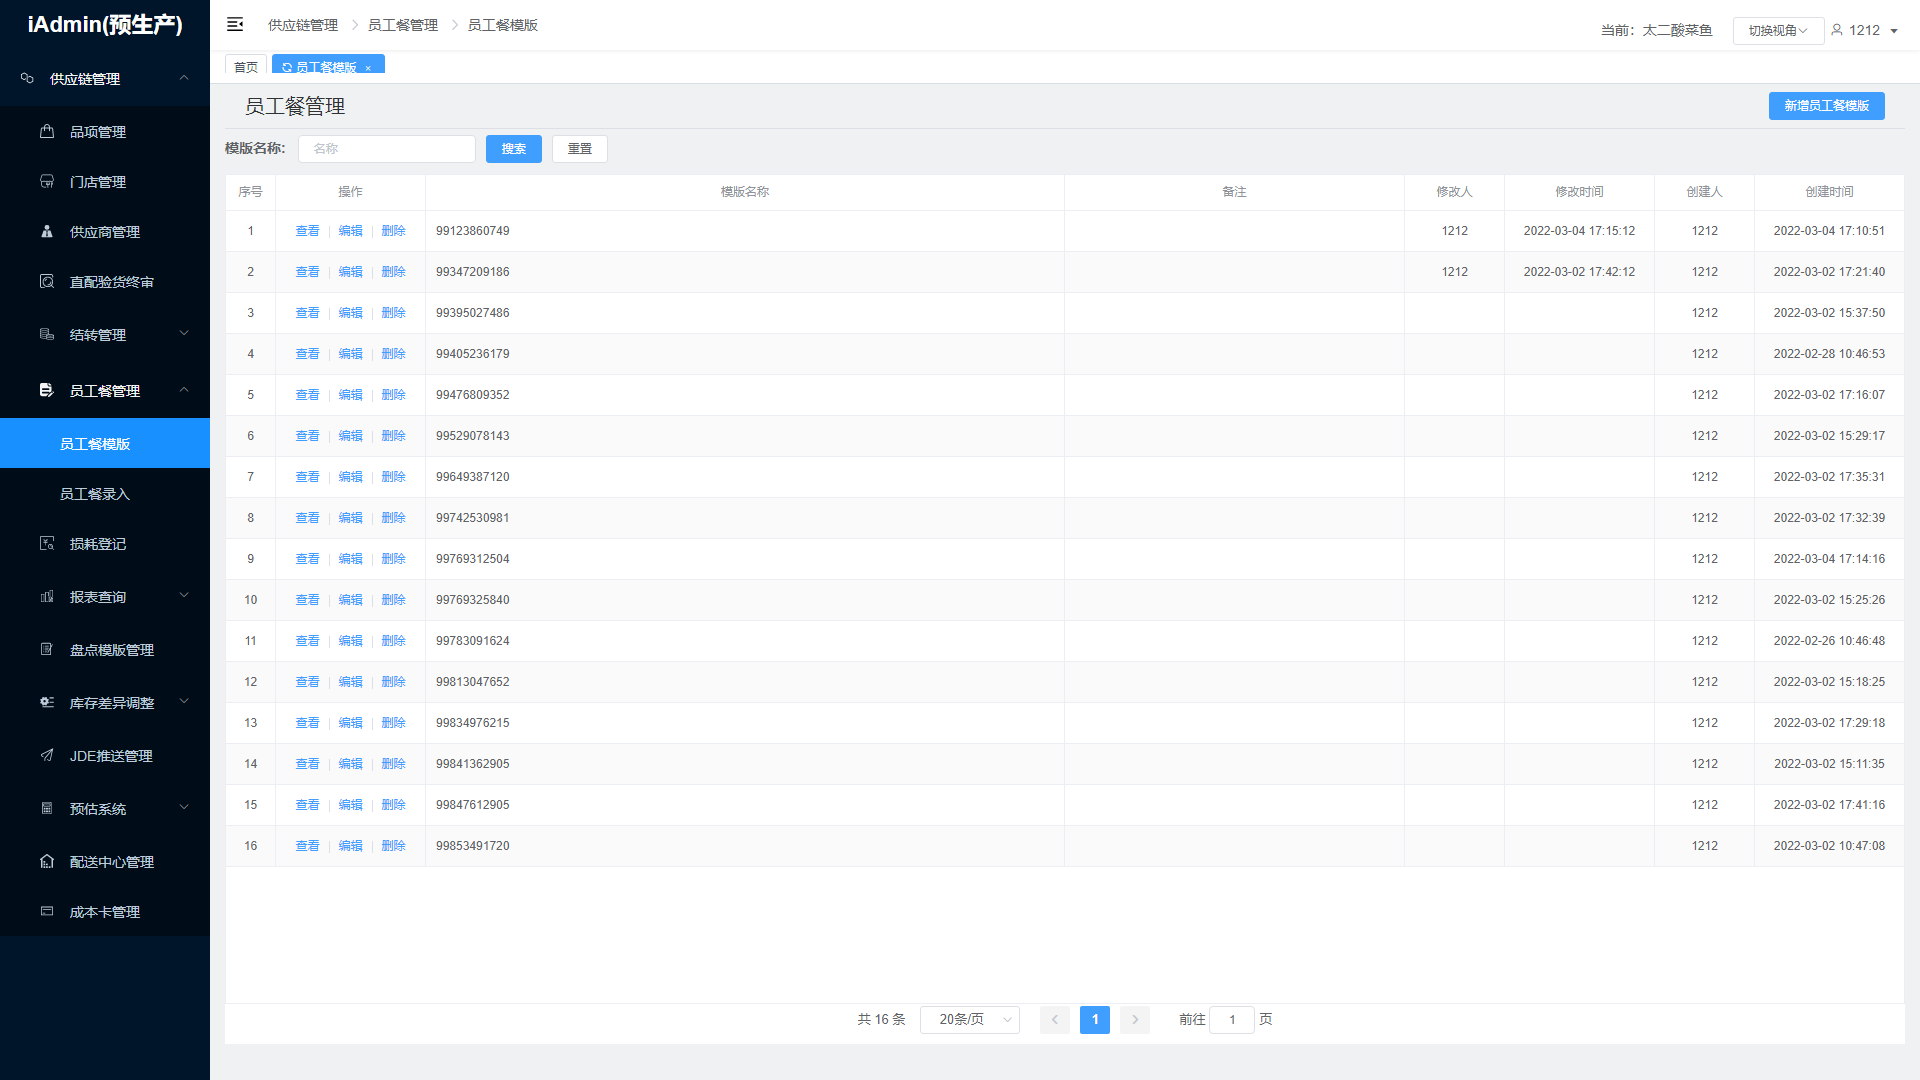 iAdmin(预生产)
供应链管理
品项管理
门店管理
供应商管理
直配验货终审
结转管理
员工餐管理
员工餐模版
员工餐录入
损耗登记
报表查询
盘点模版管理
库存差异调整
JDE推送管理
预估系统
配送中心管理
成本卡管理
供应链管理 > 员工餐管理 > 员工餐模版
当前：太二酸菜鱼 切换视角 1212
首页 员工餐模版 ×
员工餐管理 新增员工餐模版
模版名称: 名称 搜索 重置
序号 操作 模版名称 备注 修改人 修改时间 创建人 创建时间
1 查看 | 编辑 | 删除 99123860749 1212 2022-03-04 17:15:12 1212 2022-03-04 17:10:51
2 查看 | 编辑 | 删除 99347209186 1212 2022-03-02 17:42:12 1212 2022-03-02 17:21:40
3 查看 | 编辑 | 删除 99395027486 1212 2022-03-02 15:37:50
4 查看 | 编辑 | 删除 99405236179 1212 2022-02-28 10:46:53
5 查看 | 编辑 | 删除 99476809352 1212 2022-03-02 17:16:07
6 查看 | 编辑 | 删除 99529078143 1212 2022-03-02 15:29:17
7 查看 | 编辑 | 删除 99649387120 1212 2022-03-02 17:35:31
8 查看 | 编辑 | 删除 99742530981 1212 2022-03-02 17:32:39
9 查看 | 编辑 | 删除 99769312504 1212 2022-03-04 17:14:16
10 查看 | 编辑 | 删除 99769325840 1212 2022-03-02 15:25:26
11 查看 | 编辑 | 删除 99783091624 1212 2022-02-26 10:46:48
12 查看 | 编辑 | 删除 99813047652 1212 2022-03-02 15:18:25
13 查看 | 编辑 | 删除 99834976215 1212 2022-03-02 17:29:18
14 查看 | 编辑 | 删除 99841362905 1212 2022-03-02 15:11:35
15 查看 | 编辑 | 删除 99847612905 1212 2022-03-02 17:41:16
16 查看 | 编辑 | 删除 99853491720 1212 2022-03-02 10:47:08
共 16 条 20条/页 < 1 > 前往 1 页